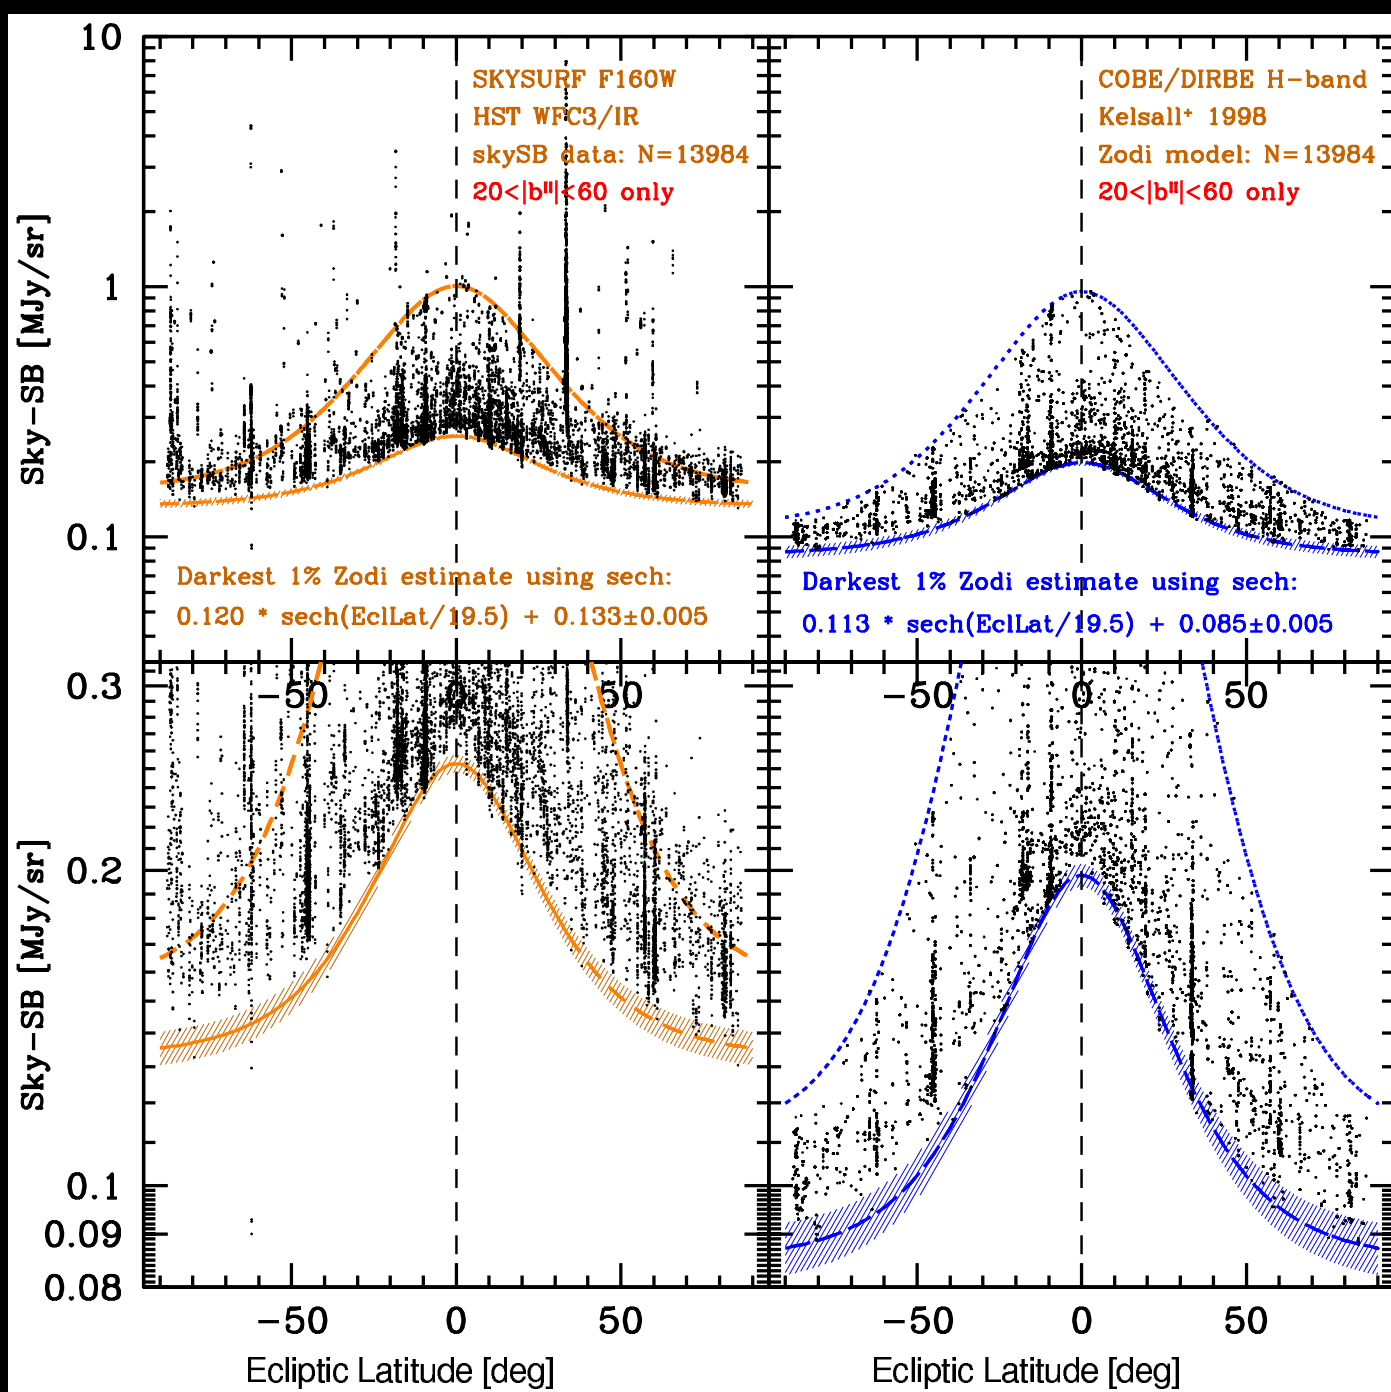 10
1
0.1
Sky-SB [MJy/sr]
SKYSURF F160W
HST WFC3/IR
skySB data: N=13984
20<|bᴵᴵ|<60 only
Darkest 1% Zodi estimate using sech:
0.120 * sech(EclLat/19.5) + 0.133±0.005
COBE/DIRBE H-band
Kelsall⁺ 1998
Zodi model: N=13984
20<|bᴵᴵ|<60 only
Darkest 1% Zodi estimate using sech:
0.113 * sech(EclLat/19.5) + 0.085±0.005
-50 0 50
-50 0 50
0.3
0.2
0.1
0.09
0.08
Sky-SB [MJy/sr]
-50 0 50
-50 0 50
Ecliptic Latitude [deg]
Ecliptic Latitude [deg]